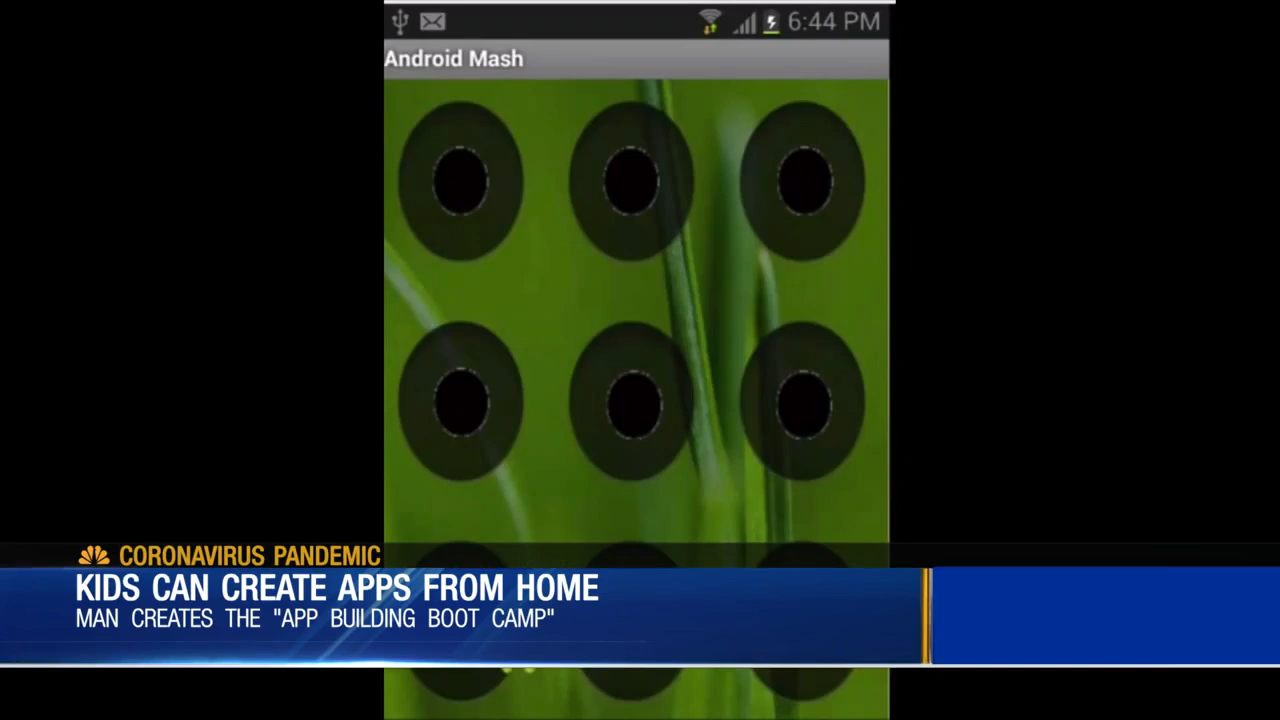 6:44 PM
Android Mash
CORONAVIRUS PANDEMIC
KIDS CAN CREATE APPS FROM HOME
MAN CREATES THE "APP BUILDING BOOT CAMP"